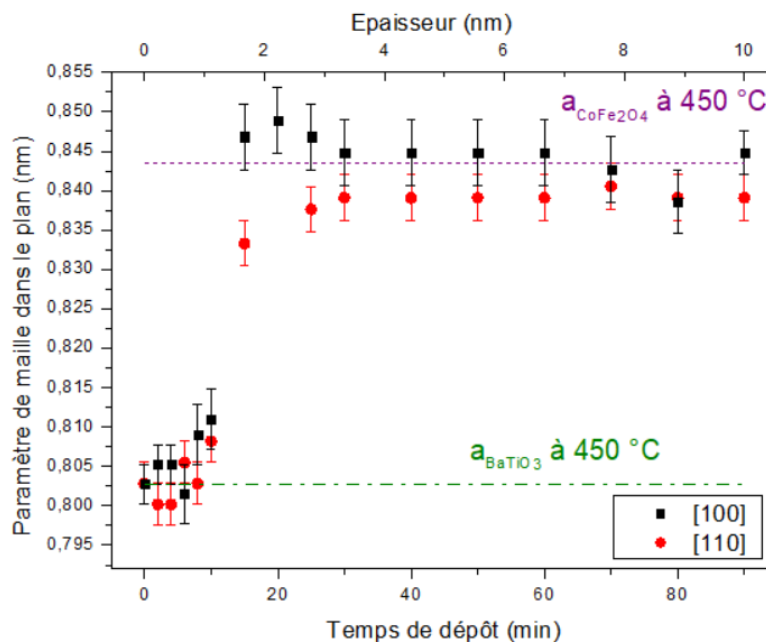 Epaisseur (nm)
0 2 4 6 8 10
0,855
0,850
0,845
0,840
0,835
0,830
0,825
0,820
0,815
0,810
0,805
0,800
0,795
Paramètre de maille dans le plan (nm)
a CoFe2O4 à 450 °C
a BaTiO3 à 450 °C
[100]
[110]
0 20 40 60 80
Temps de dépôt (min)